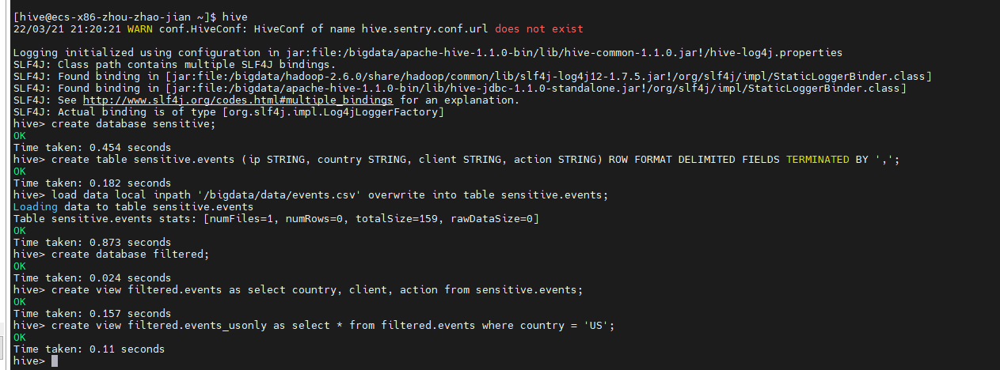 [hive@ecs-x86-zhou-zhao-jian ~]$ hive
22/03/21 21:20:21 WARN conf.HiveConf: HiveConf of name hive.sentry.conf.url does not exist
Logging initialized using configuration in jar:file:/bigdata/apache-hive-1.1.0-bin/lib/hive-common-1.1.0.jar!/hive-log4j.properties
SLF4J: Class path contains multiple SLF4J bindings.
SLF4J: Found binding in [jar:file:/bigdata/hadoop-2.6.0/share/hadoop/common/lib/slf4j-log4j12-1.7.5.jar!/org/slf4j/impl/StaticLoggerBinder.class]
SLF4J: Found binding in [jar:file:/bigdata/apache-hive-1.1.0-bin/lib/hive-jdbc-1.1.0-standalone.jar!/org/slf4j/impl/StaticLoggerBinder.class]
SLF4J: See http://www.slf4j.org/codes.html#multiple_bindings for an explanation.
SLF4J: Actual binding is of type [org.slf4j.impl.Log4jLoggerFactory]
hive> create database sensitive;
OK
Time taken: 0.454 seconds
hive> create table sensitive.events (ip STRING, country STRING, client STRING, action STRING) ROW FORMAT DELIMITED FIELDS TERMINATED BY ',';
OK
Time taken: 0.182 seconds
hive> load data local inpath '/bigdata/data/events.csv' overwrite into table sensitive.events;
Loading data to table sensitive.events
Table sensitive.events stats: [numFiles=1, numRows=0, totalSize=159, rawDataSize=0]
OK
Time taken: 0.873 seconds
hive> create database filtered;
OK
Time taken: 0.024 seconds
hive> create view filtered.events as select country, client, action from sensitive.events;
OK
Time taken: 0.157 seconds
hive> create view filtered.events_usonly as select * from filtered.events where country = 'US';
OK
Time taken: 0.11 seconds
hive>